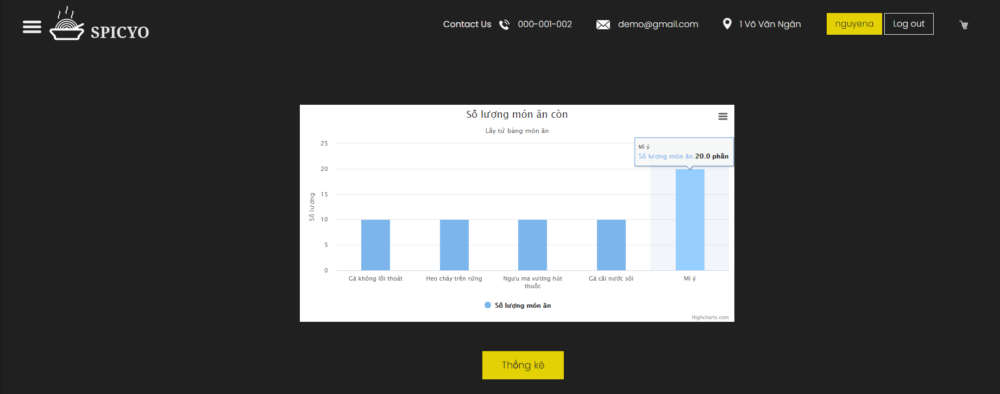 SPICYO
Contact Us 000-001-002 demo@gmail.com 1 Võ Văn Ngân nguyena Log out
Số lượng món ăn còn
Lấy từ bảng món ăn
Mì ý
Số lượng món ăn:20.0 phần
25
20
15
10
5
0
Số lượng
Gà không lối thoát
Heo cháy trên rừng
Ngưu ma vương hút
thuốc
Gà cãi nước sôi
Mì ý
Số lượng món ăn
Highcharts.com
Thống kê